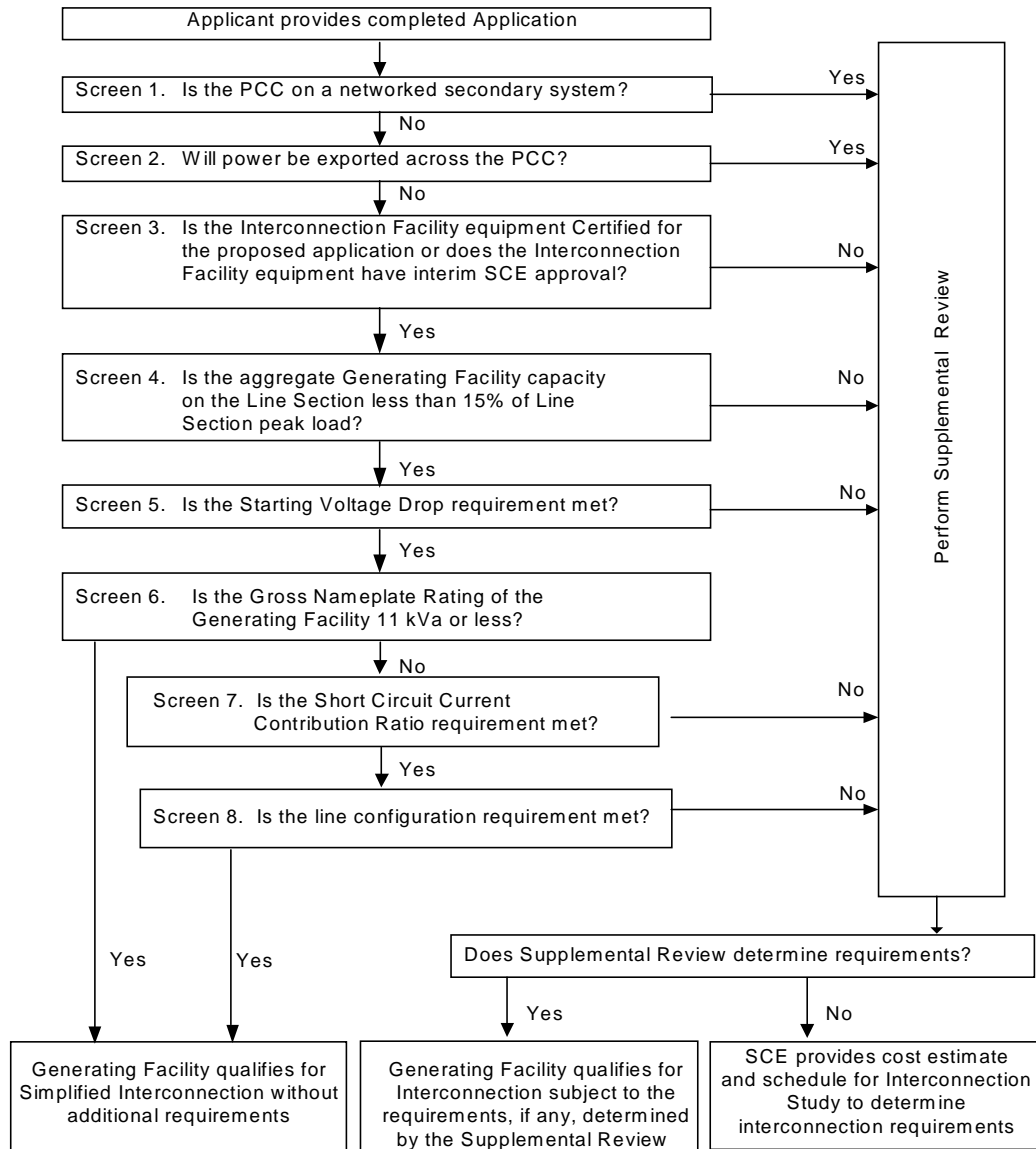 Applicant provides completed Application
Screen 1. Is the PCC on a networked secondary system?
Yes
No
Screen 2. Will power be exported across the PCC?
Yes
No
Screen 3. Is the Interconnection Facility equipment Certified for
the proposed application or does the Interconnection
Facility equipment have interim SCE approval?
No
Yes
Screen 4. Is the aggregate Generating Facility capacity
on the Line Section less than 15% of Line
Section peak load?
No
Yes
Screen 5. Is the Starting Voltage Drop requirement met?
No
Yes
Screen 6. Is the Gross Nameplate Rating of the
Generating Facility 11 kVa or less?
No
Screen 7. Is the Short Circuit Current
Contribution Ratio requirement met?
No
Yes
Screen 8. Is the line configuration requirement met?
No
Perform Supplemental Review
Yes
Yes
Does Supplemental Review determine requirements?
Yes
No
Generating Facility qualifies for
Simplified Interconnection without
additional requirements
Generating Facility qualifies for
Interconnection subject to the
requirements, if any, determined
by the Supplemental Review
SCE provides cost estimate
and schedule for Interconnection
Study to determine
interconnection requirements